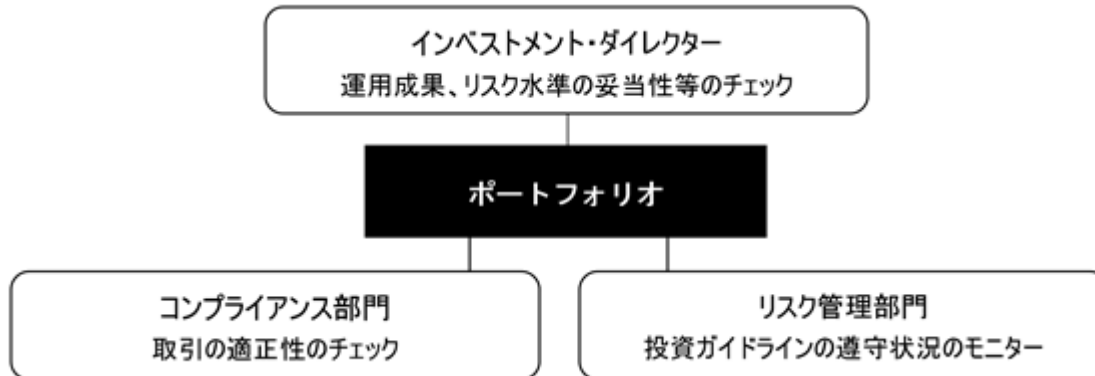 インベストメント・ダイレクター
運用成果、リスク水準の妥当性等のチェック
ポートフォリオ
コンプライアンス部門
取引の適正性のチェック
リスク管理部門
投資ガイドラインの遵守状況のモニター